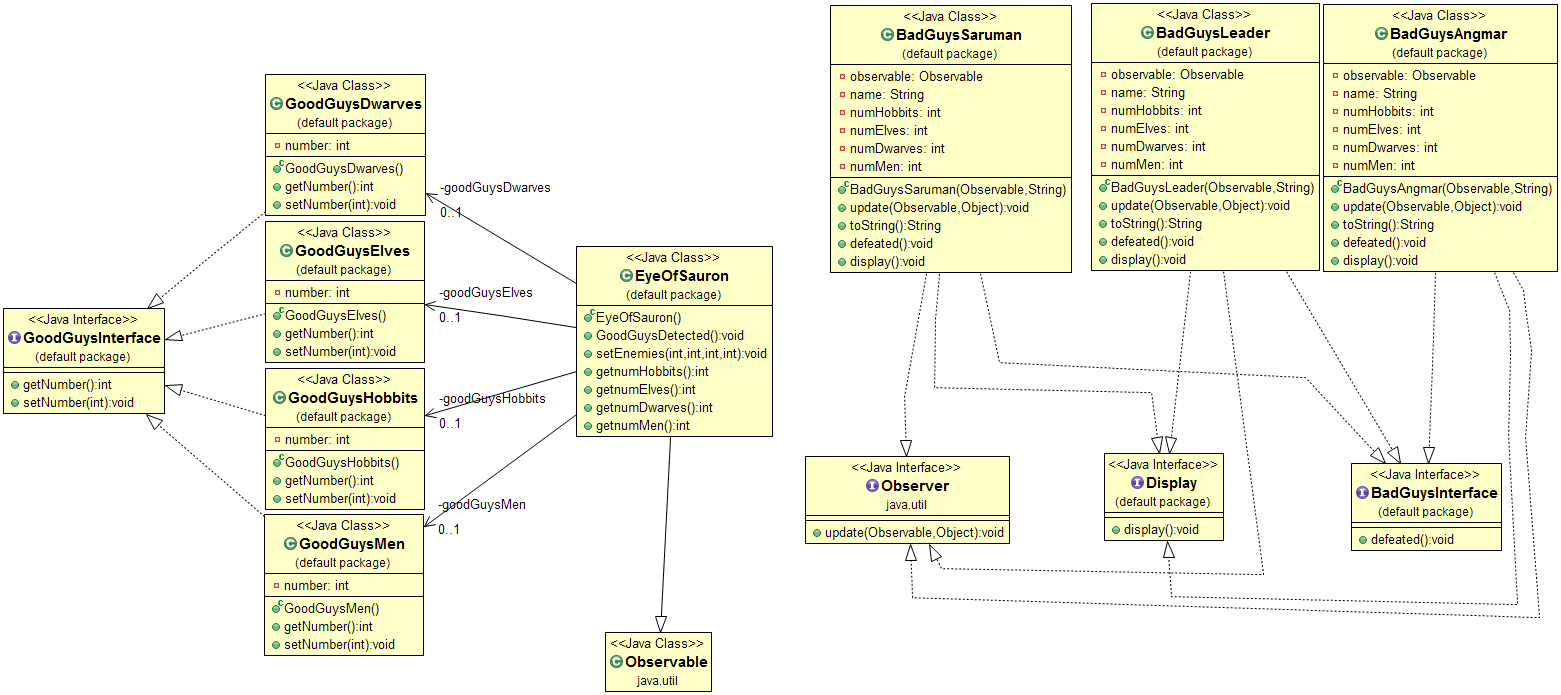 <<Java Class>>
GoodGuysDwarves
(default package)
number: int
GoodGuysDwarves()
getNumber():int
setNumber(int):void
<<Java Class>>
GoodGuysElves
(default package)
number: int
GoodGuysElves()
getNumber():int
setNumber(int):void
<<Java Interface>>
GoodGuysInterface
(default package)
getNumber():int
setNumber(int):void
<<Java Class>>
GoodGuysHobbits
(default package)
number: int
GoodGuysHobbits()
getNumber():int
setNumber(int):void
<<Java Class>>
GoodGuysMen
(default package)
number: int
GoodGuysMen()
getNumber():int
setNumber(int):void
-goodGuysDwarves
0..1
-goodGuysElves
0..1
-goodGuysHobbits
0..1
-goodGuysMen
0..1
<<Java Class>>
EyeOfSauron
(default package)
EyeOfSauron()
GoodGuysDetected():void
setEnemies(int,int,int,int):void
getnumHobbits():int
getnumElves():int
getnumDwarves():int
getnumMen():int
<<Java Class>>
Observable
java.util
<<Java Class>>
BadGuysSaruman
(default package)
observable: Observable
name: String
numHobbits: int
numElves: int
numDwarves: int
numMen: int
BadGuysSaruman(Observable,String)
update(Observable,Object):void
toString():String
defeated():void
display():void
<<Java Class>>
BadGuysLeader
(default package)
observable: Observable
name: String
numHobbits: int
numElves: int
numDwarves: int
numMen: int
BadGuysLeader(Observable,String)
update(Observable,Object):void
toString():String
defeated():void
display():void
<<Java Class>>
BadGuysAngmar
(default package)
observable: Observable
name: String
numHobbits: int
numElves: int
numDwarves: int
numMen: int
BadGuysAngmar(Observable,String)
update(Observable,Object):void
toString():String
defeated():void
display():void
<<Java Interface>>
Observer
java.util
update(Observable,Object):void
<<Java Interface>>
Display
(default package)
display():void
<<Java Interface>>
BadGuysInterface
(default package)
defeated():void